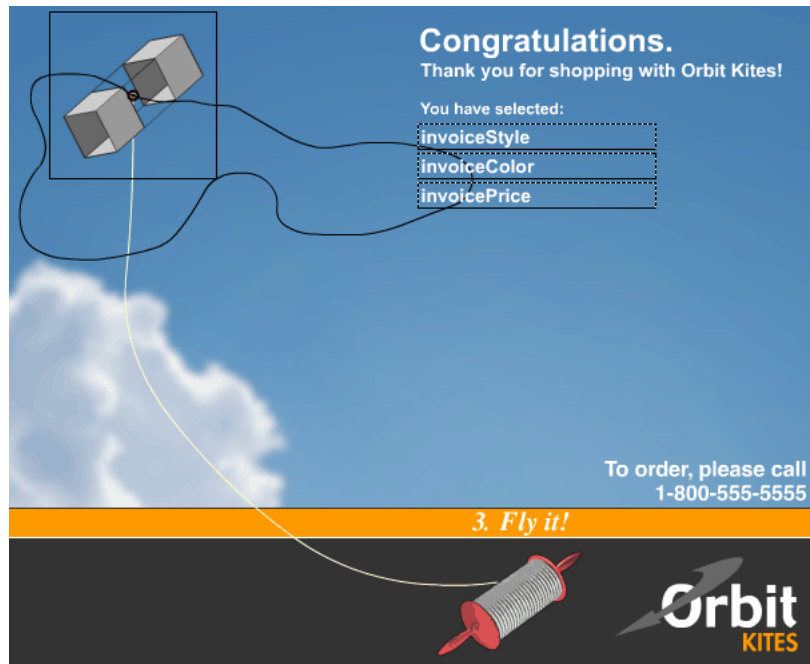 Congratulations.
Thank you for shopping with Orbit Kites!
You have selected:
invoiceStyle
invoiceColor
invoicePrice
To order, please call
1-800-555-5555
3. Fly it!
Orbit
KITES